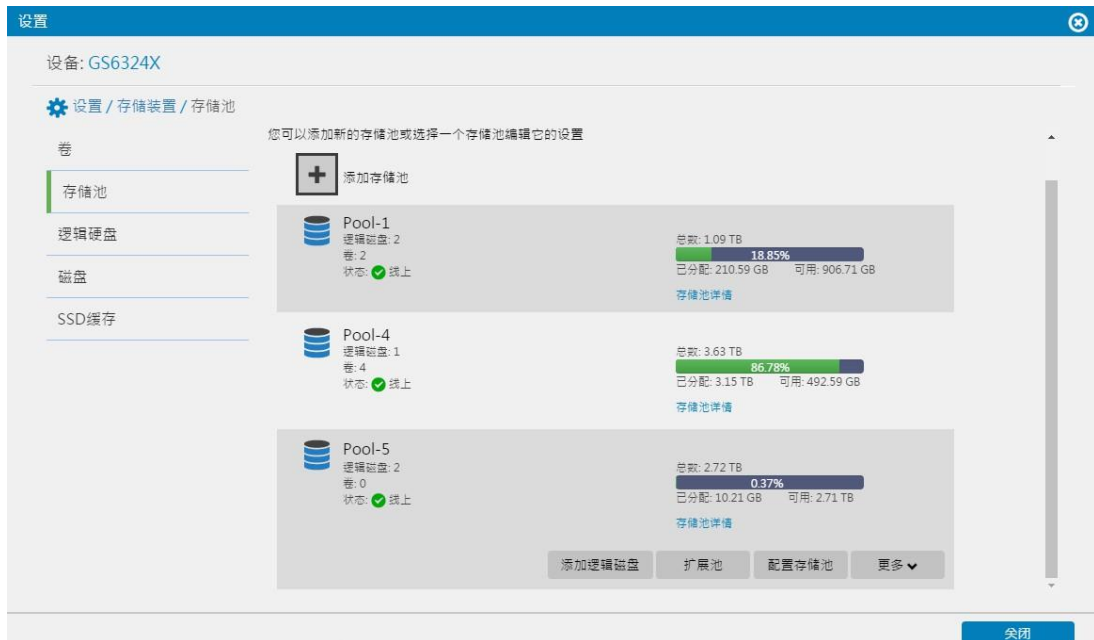 设置
设备: GS6324X
设置 / 存储装置 / 存储池
您可以添加新的存储池或选择一个存储池编辑它的设置
卷
添加存储池
存储池
Pool-1
逻辑磁盘: 2
卷: 2
状态: 线上
总数: 1.09 TB
18.85%
已分配: 210.59 GB 可用: 906.71 GB
存储池详情
逻辑硬盘
磁盘
SSD缓存
Pool-4
逻辑磁盘: 1
卷: 4
状态: 线上
总数: 3.63 TB
86.78%
已分配: 3.15 TB 可用: 492.59 GB
存储池详情
Pool-5
逻辑磁盘: 2
卷: 0
状态: 线上
总数: 2.72 TB
0.37%
已分配: 10.21 GB 可用: 2.71 TB
存储池详情
添加逻辑磁盘 扩展池 配置存储池 更多
关闭